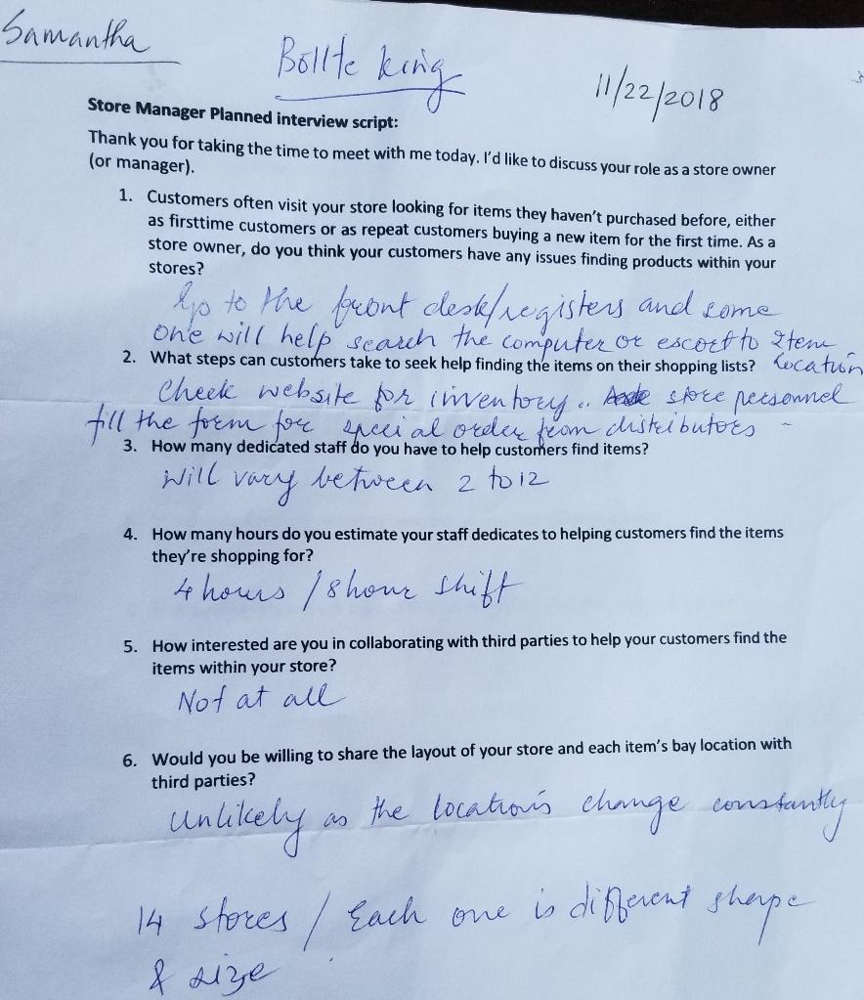 Samantha
Bollte king
11/22/2018
Store Manager Planned interview script:
Thank you for taking the time to meet with me today. I'd like to discuss your role as a store owner
(or manager).
1. Customers often visit your store looking for items they haven't purchased before, either
as firsttime customers or as repeat customers buying a new item for the first time. As a
store owner, do you think your customers have any issues finding products within your
stores?
to the front desk/registers and some
one will help search the computer or escort to Item
location
2. What steps can customers take to seek help finding the items on their shopping lists?
Check website for inventory.. store personnel
fill the form for special order from distributors -
3. How many dedicated staff do you have to help customers find items?
Will vary between 2 to 12
4. How many hours do you estimate your staff dedicates to helping customers find the items
they're shopping for?
4 hours / 8 hour shift
5. How interested are you in collaborating with third parties to help your customers find the
items within your store?
Not at all
6. Would you be willing to share the layout of your store and each item's bay location with
third parties?
Unlikely as the locations change constantly
14 stores / Each one is different shape
& size